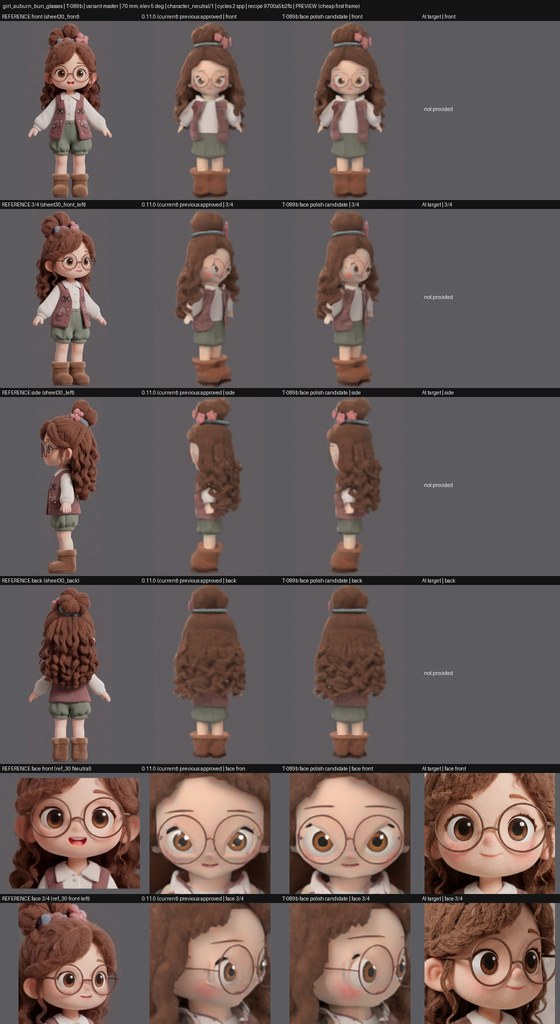 girl_auburn_bun_glasses | T-089b | variant master | 70 mm, elev 5 deg | character_neutral/1 | cycles 2 spp | recipe 9700a5b2fb | PREVIEW (cheap first frame)
REFERENCE front (sheet30_front) 0.11.0 (current) previous approved | front T-089b face polish candidate | front AI target | front
not provided
REFERENCE 3/4 (sheet30_front_left) 0.11.0 (current) previous approved | 3/4 T-089b face polish candidate | 3/4 AI target | 3/4
not provided
REFERENCE side (sheet30_left) 0.11.0 (current) previous approved | side T-089b face polish candidate | side AI target | side
not provided
REFERENCE back (sheet30_back) 0.11.0 (current) previous approved | back T-089b face polish candidate | back AI target | back
not provided
REFERENCE face front (ref_30 Neutral) 0.11.0 (current) previous approved | face fron T-089b face polish candidate | face front AI target | face front
REFERENCE face 3/4 (ref_30 front-left) 0.11.0 (current) previous approved | face 3/4 T-089b face polish candidate | face 3/4 AI target | face 3/4